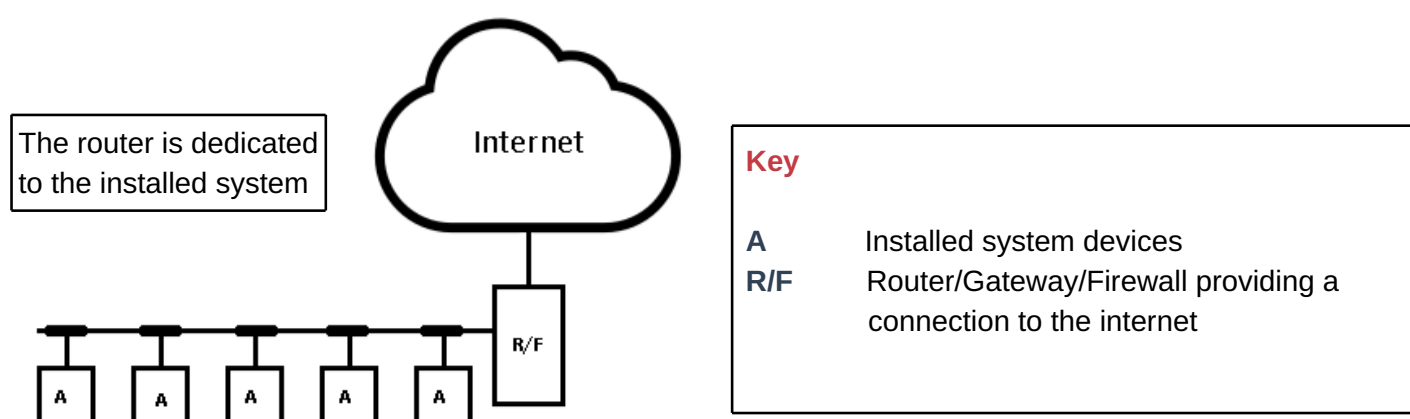 The router is dedicated
to the installed system
Internet
R/F
A A A A A
Key
A Installed system devices
R/F Router/Gateway/Firewall providing a
connection to the internet